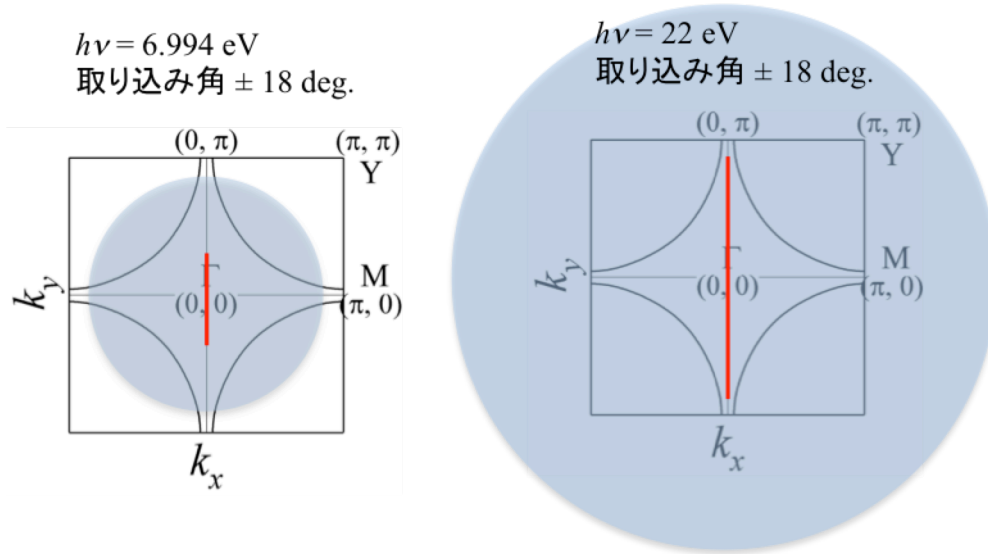 hν = 6.994 eV
取り込み角 ± 18 deg.
(0, π)
(π, π)
Y
Γ
M
(0, 0)
(π, 0)
k_y
k_x
hν = 22 eV
取り込み角 ± 18 deg.
(0, π)
(π, π)
Y
Γ
M
(0, 0)
(π, 0)
k_y
k_x